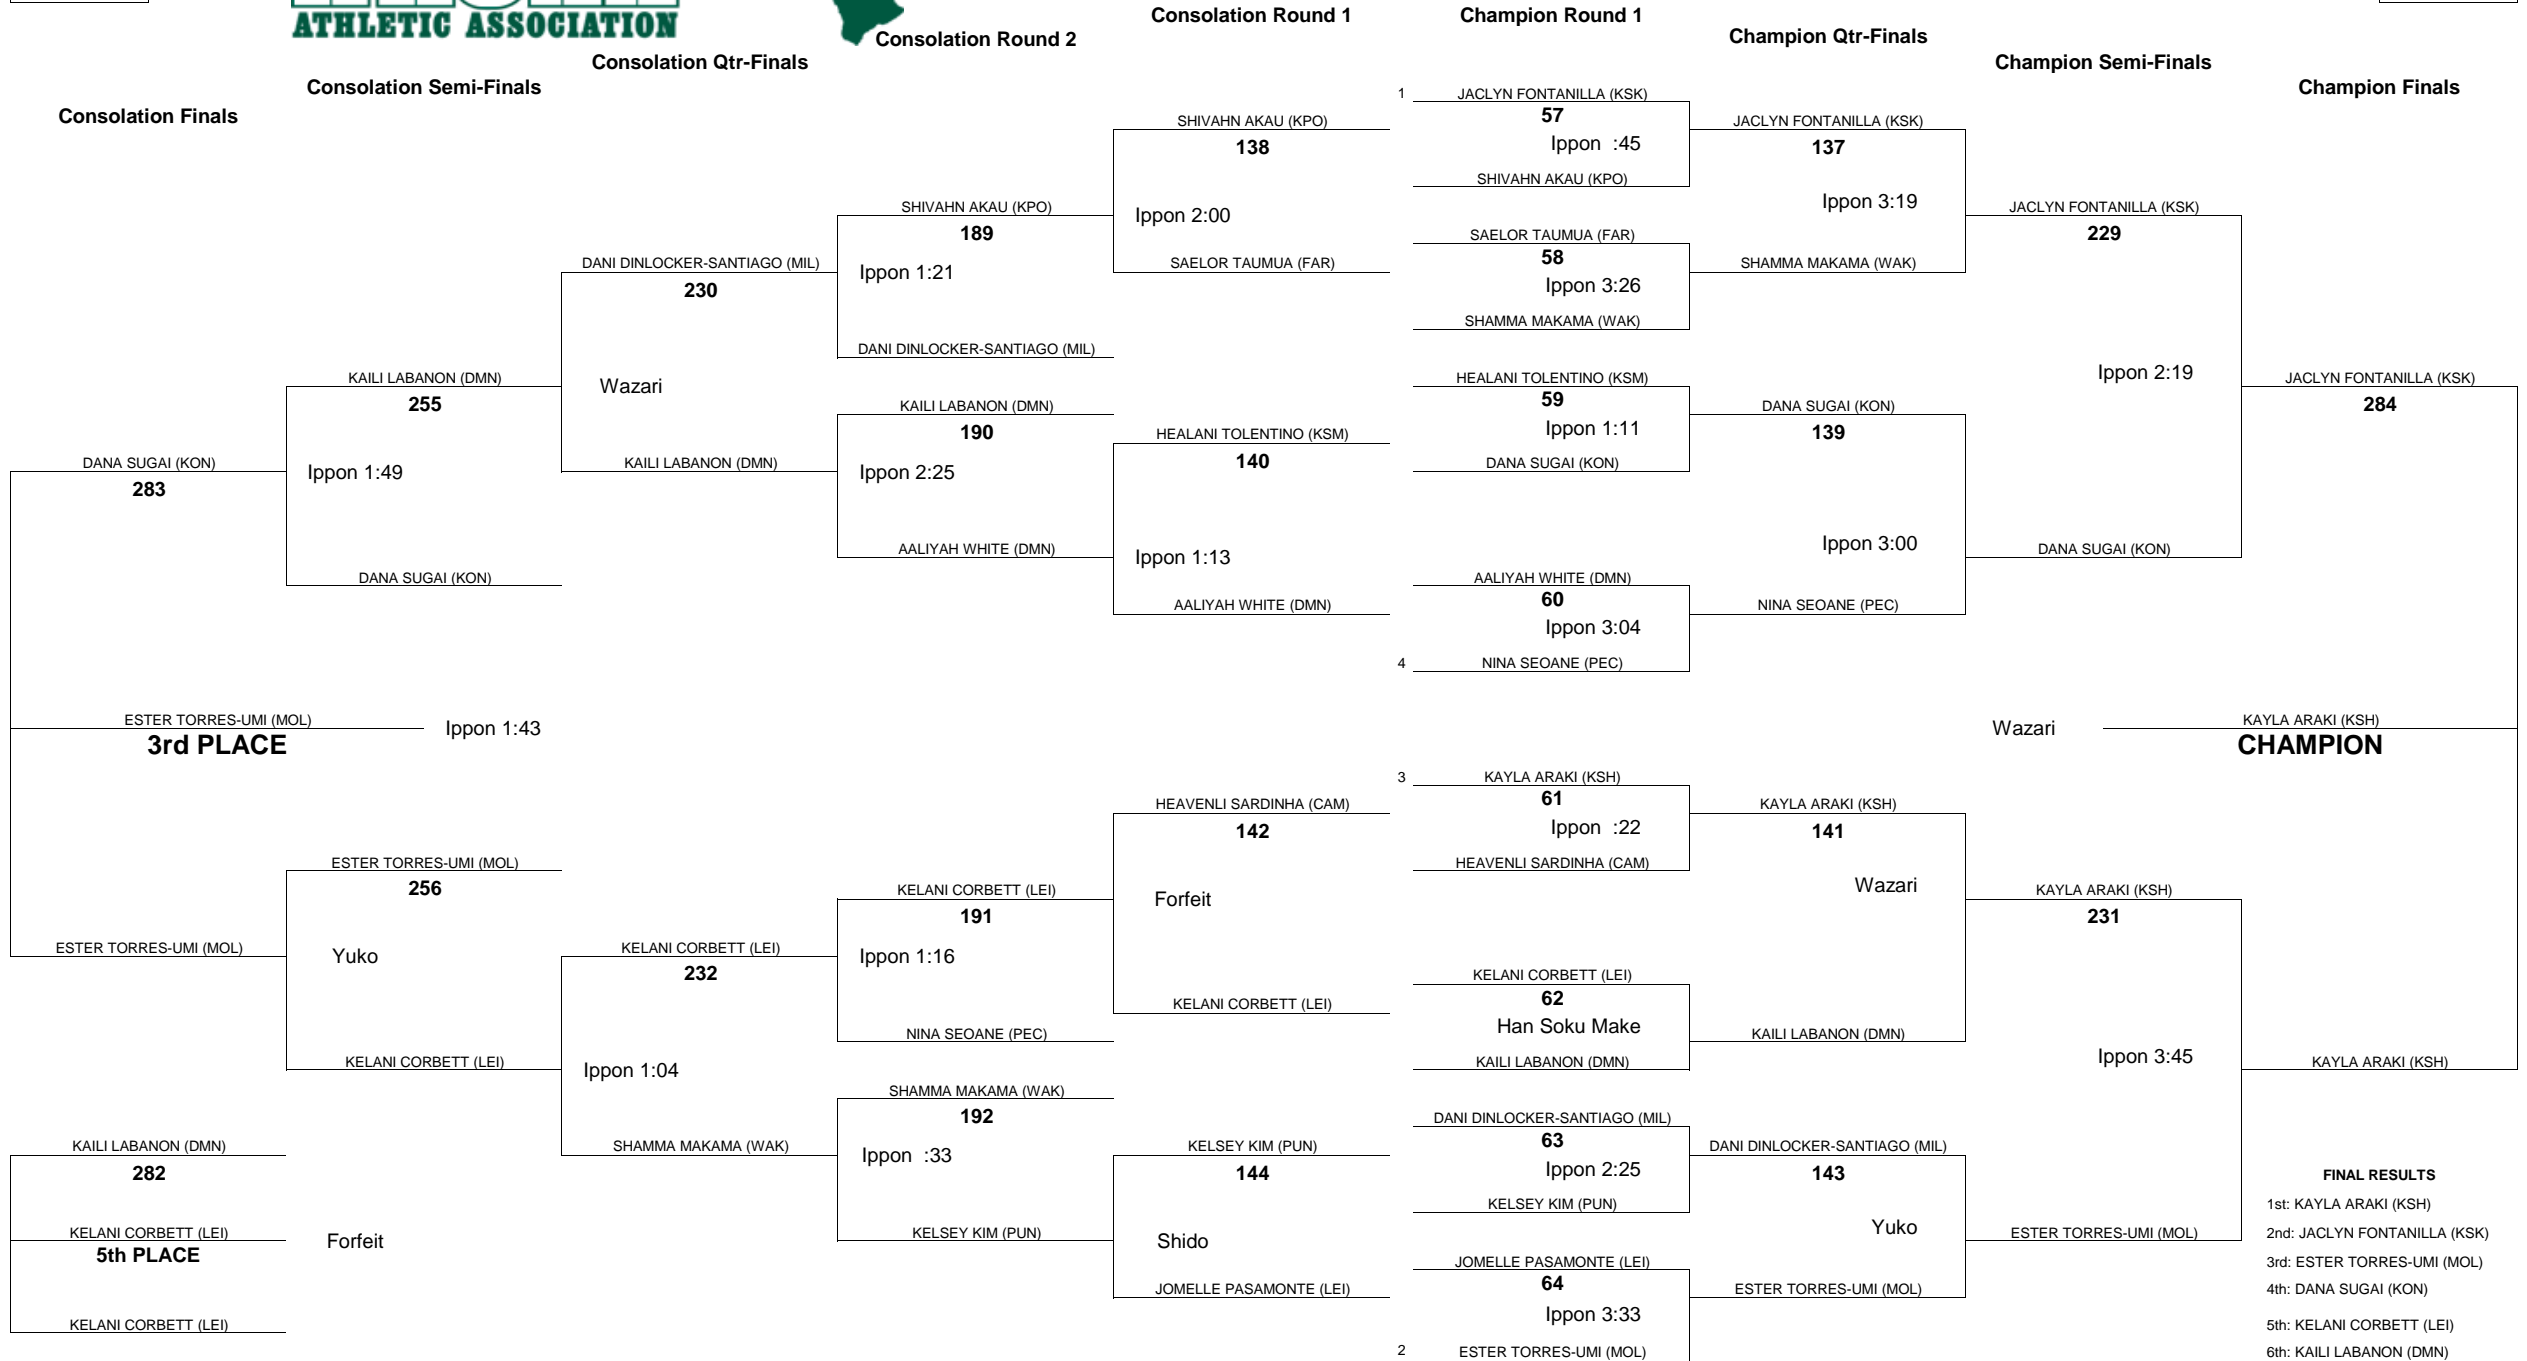 ATHLETIC ASSOCIATION
Consolation Finals
Consolation Semi-Finals
Consolation Qtr-Finals
Consolation Round 2
Consolation Round 1
Champion Round 1
Champion Qtr-Finals
Champion Semi-Finals
Champion Finals
DANA SUGAI (KON)
283
ESTER TORRES-UMI (MOL)
3rd PLACE
Ippon 1:43
ESTER TORRES-UMI (MOL)
KAILI LABANON (DMN)
282
KELANI CORBETT (LEI)
5th PLACE
Forfeit
KELANI CORBETT (LEI)
KAILI LABANON (DMN)
255
Ippon 1:49
DANA SUGAI (KON)
ESTER TORRES-UMI (MOL)
256
Yuko
KELANI CORBETT (LEI)
DANI DINLOCKER-SANTIAGO (MIL)
230
Wazari
KAILI LABANON (DMN)
KELANI CORBETT (LEI)
232
Ippon 1:04
SHAMMA MAKAMA (WAK)
SHIVAHN AKAU (KPO)
189
Ippon 1:21
DANI DINLOCKER-SANTIAGO (MIL)
KAILI LABANON (DMN)
190
Ippon 2:25
AALIYAH WHITE (DMN)
KELANI CORBETT (LEI)
191
Ippon 1:16
NINA SEOANE (PEC)
SHAMMA MAKAMA (WAK)
192
Ippon :33
KELSEY KIM (PUN)
SHIVAHN AKAU (KPO)
138
Ippon 2:00
SAELOR TAUMUA (FAR)
HEALANI TOLENTINO (KSM)
140
Ippon 1:13
AALIYAH WHITE (DMN)
HEAVENLI SARDINHA (CAM)
142
Forfeit
KELANI CORBETT (LEI)
KELSEY KIM (PUN)
144
Shido
JOMELLE PASAMONTE (LEI)
1 JACLYN FONTANILLA (KSK)
57
Ippon :45
SHIVAHN AKAU (KPO)
SAELOR TAUMUA (FAR)
58
Ippon 3:26
SHAMMA MAKAMA (WAK)
HEALANI TOLENTINO (KSM)
59
Ippon 1:11
DANA SUGAI (KON)
AALIYAH WHITE (DMN)
60
Ippon 3:04
4 NINA SEOANE (PEC)
3 KAYLA ARAKI (KSH)
61
Ippon :22
HEAVENLI SARDINHA (CAM)
KELANI CORBETT (LEI)
62
Han Soku Make
KAILI LABANON (DMN)
DANI DINLOCKER-SANTIAGO (MIL)
63
Ippon 2:25
KELSEY KIM (PUN)
JOMELLE PASAMONTE (LEI)
64
Ippon 3:33
2 ESTER TORRES-UMI (MOL)
JACLYN FONTANILLA (KSK)
137
Ippon 3:19
SHAMMA MAKAMA (WAK)
DANA SUGAI (KON)
139
Ippon 3:00
NINA SEOANE (PEC)
KAYLA ARAKI (KSH)
141
Wazari
KAILI LABANON (DMN)
DANI DINLOCKER-SANTIAGO (MIL)
143
Yuko
ESTER TORRES-UMI (MOL)
JACLYN FONTANILLA (KSK)
229
Ippon 2:19
DANA SUGAI (KON)
KAYLA ARAKI (KSH)
231
Ippon 3:45
ESTER TORRES-UMI (MOL)
JACLYN FONTANILLA (KSK)
284
Wazari
KAYLA ARAKI (KSH)
CHAMPION
KAYLA ARAKI (KSH)
FINAL RESULTS
1st: KAYLA ARAKI (KSH)
2nd: JACLYN FONTANILLA (KSK)
3rd: ESTER TORRES-UMI (MOL)
4th: DANA SUGAI (KON)
5th: KELANI CORBETT (LEI)
6th: KAILI LABANON (DMN)